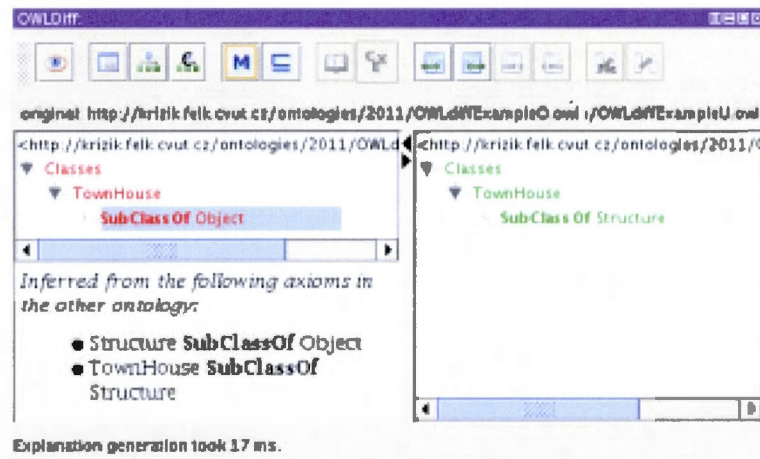 OWLDiff:
M ⊑
original: http://krizik.felk.cvut.cz/ontologies/2011/OWLdiffExampleO.owl :/OWLdiffExampleU.owl
<http://krizik.felk.cvut.cz/ontologies/2011/OWLd
Classes
TownHouse
SubClassOf Object
Inferred from the following axioms in
the other ontology:
● Structure SubClassOf Object
● TownHouse SubClassOf
Structure
<http://krizik.felk.cvut.cz/ontologies/2011/O
Classes
TownHouse
SubClassOf Structure
Explanation generation took 17 ms.